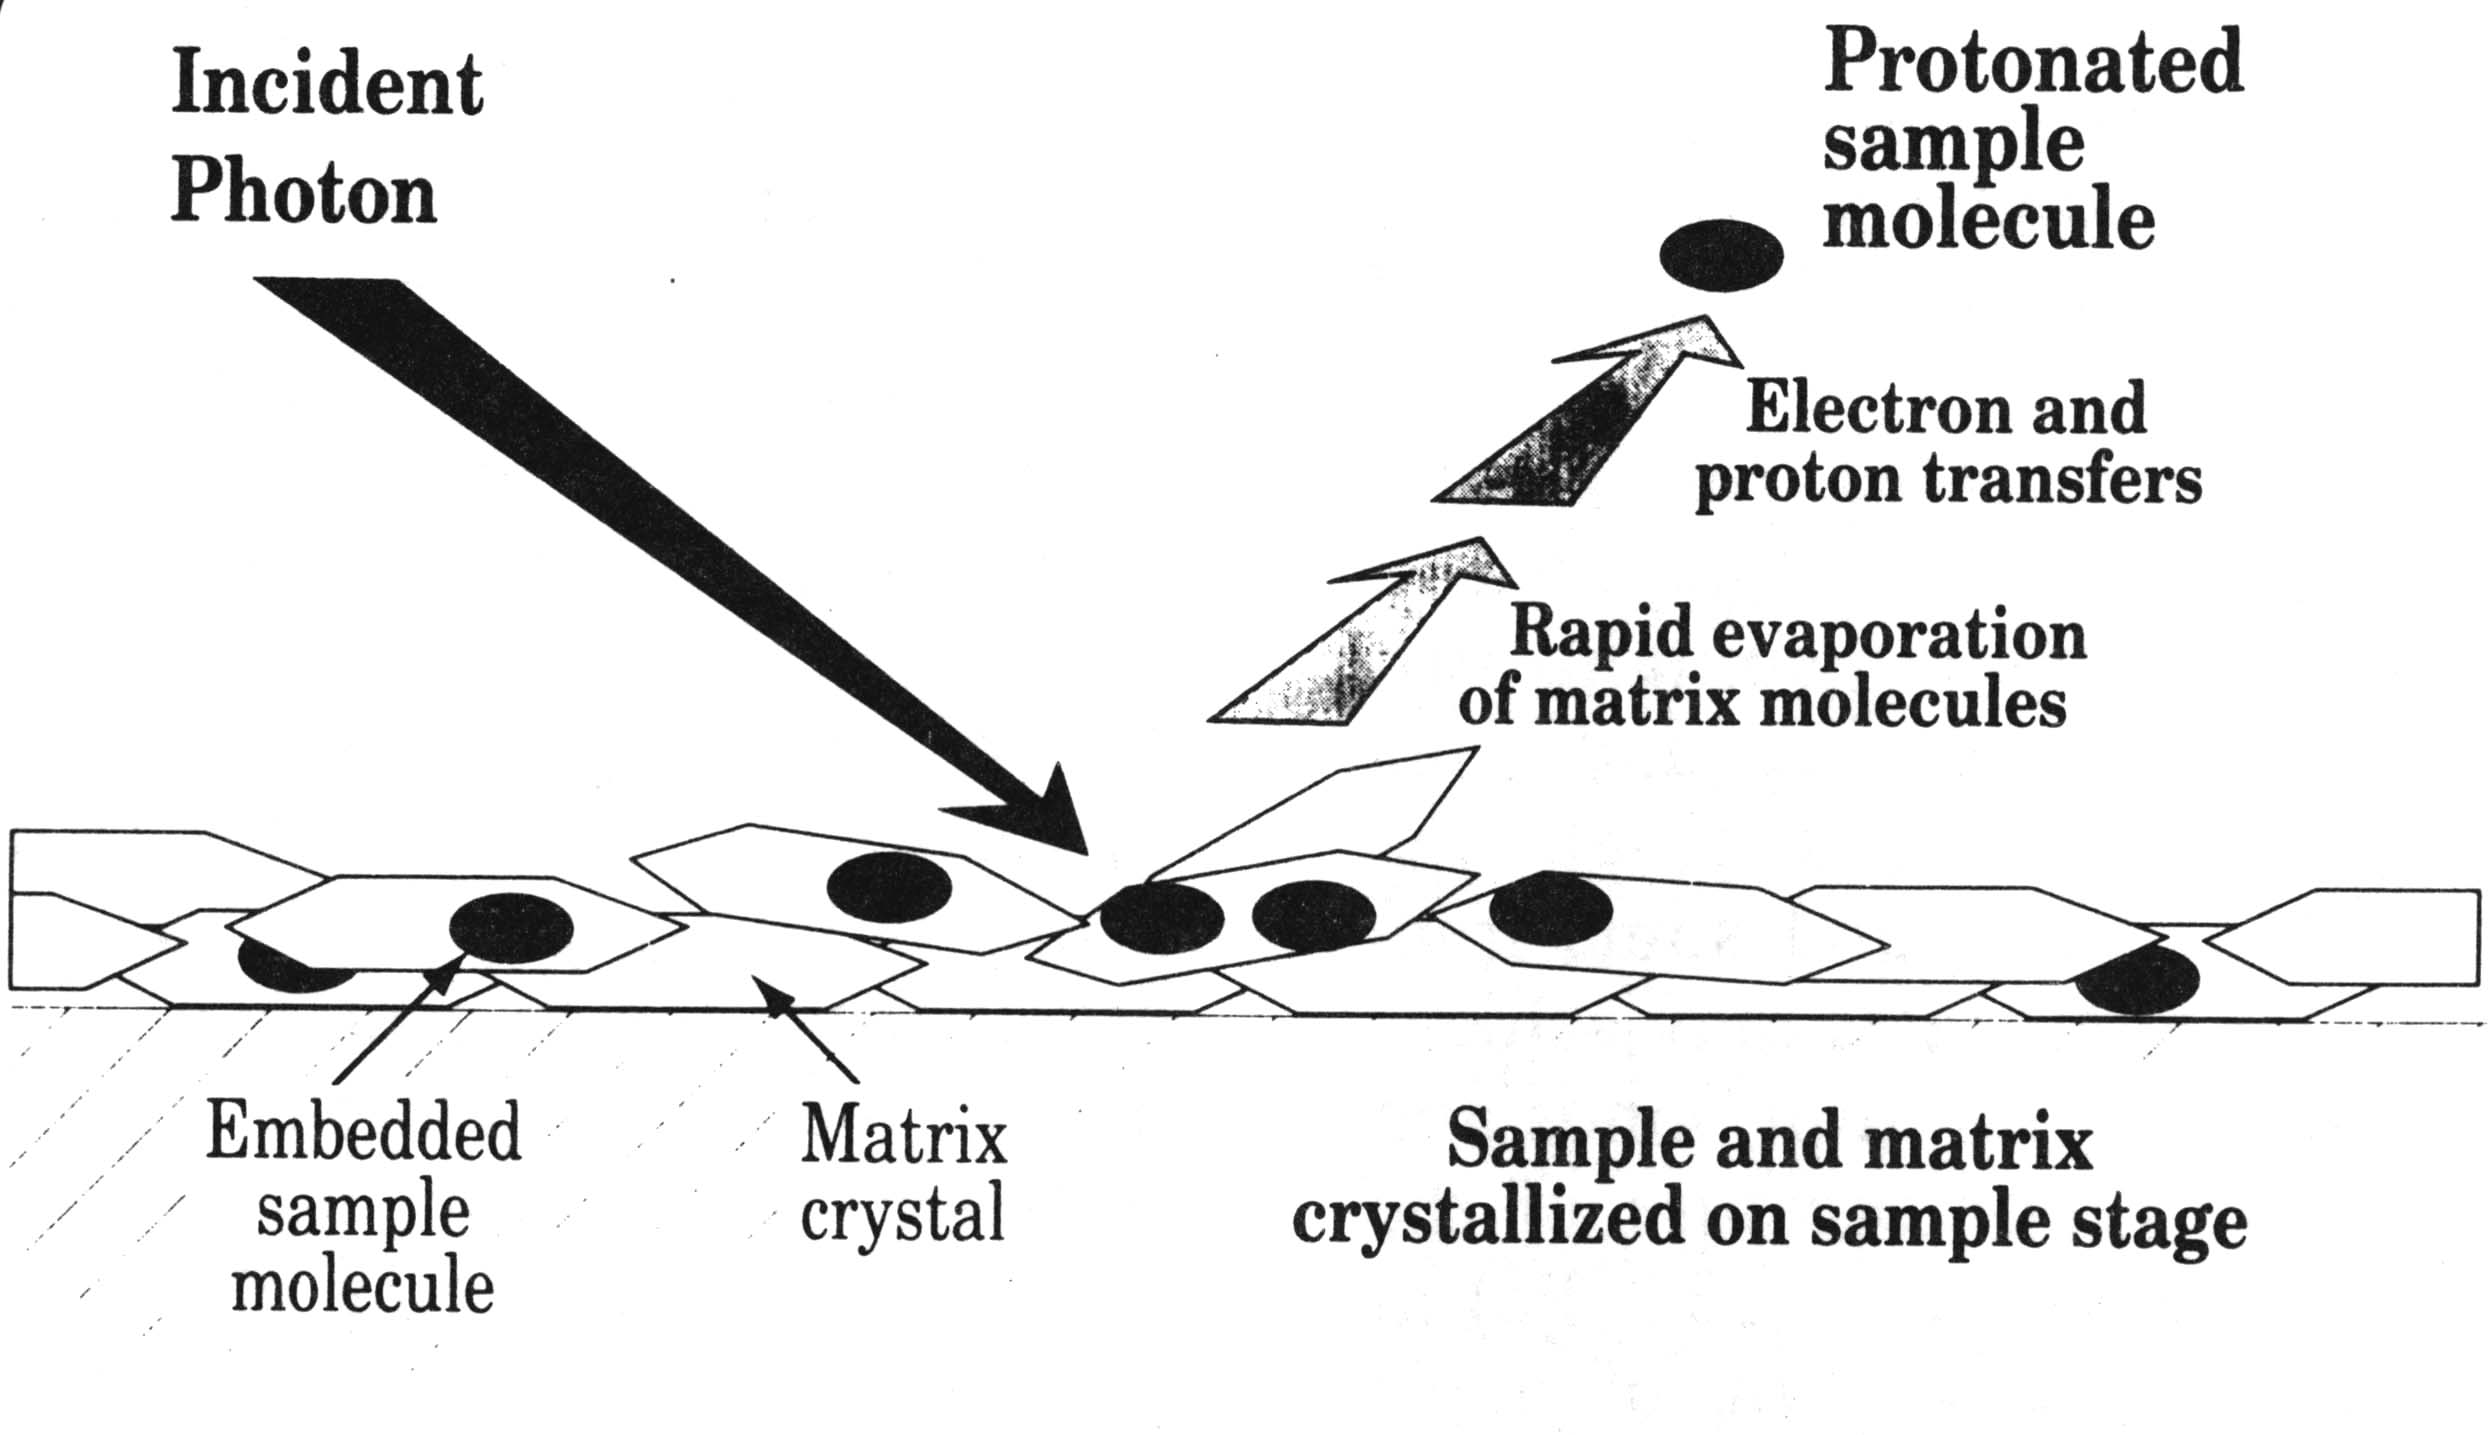 Incident
Photon
Protonated
sample
molecule
Electron and
proton transfers
Rapid evaporation
of matrix molecules
Embedded
sample
molecule
Matrix
crystal
Sample and matrix
crystallized on sample stage